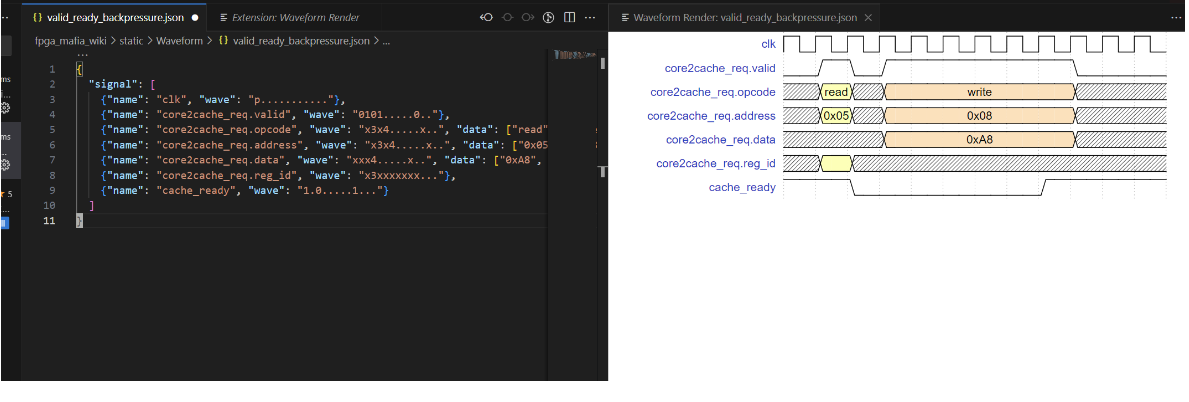 valid_ready_backpressure.json
Extension: Waveform Render
...
fpga_mafia_wiki > static > Waveform > {} valid_ready_backpressure.json > ...
...
1 {
2 "signal": [
3 {"name": "clk", "wave": "p..........."},
4 {"name": "core2cache_req.valid", "wave": "0101.....0.."},
5 {"name": "core2cache_req.opcode", "wave": "x3x4.....x..", "data": ["read"
6 {"name": "core2cache_req.address", "wave": "x3x4.....x..", "data": ["0x05
7 {"name": "core2cache_req.data", "wave": "xxx4.....x..", "data": ["0xA8",
8 {"name": "core2cache_req.reg_id", "wave": "x3xxxxxxx..."},
9 {"name": "cache_ready", "wave": "1.0.....1..."}
10 ]
11 }
Waveform Render: valid_ready_backpressure.json
...
clk
core2cache_req.valid
core2cache_req.opcode read write
core2cache_req.address 0x05 0x08
core2cache_req.data 0xA8
core2cache_req.reg_id
cache_ready
ms
ms
5